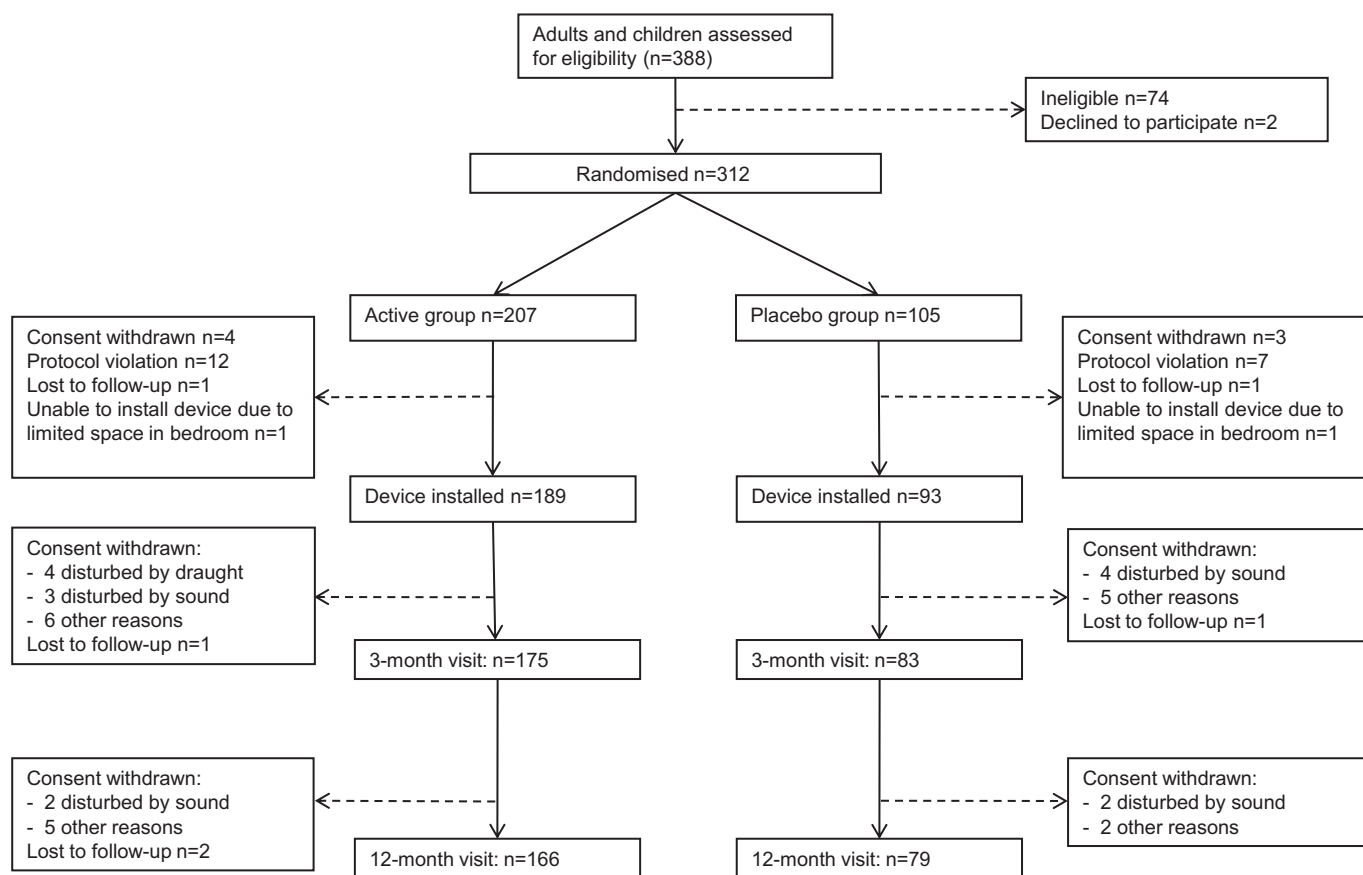 Adults and children assessed
for eligibility (n=388)
Ineligible n=74
Declined to participate n=2
Randomised n=312
Active group n=207
Placebo group n=105
Consent withdrawn n=4
Protocol violation n=12
Lost to follow-up n=1
Unable to install device due to
limited space in bedroom n=1
Consent withdrawn n=3
Protocol violation n=7
Lost to follow-up n=1
Unable to install device due to
limited space in bedroom n=1
Device installed n=189
Device installed n=93
Consent withdrawn:
- 4 disturbed by draught
- 3 disturbed by sound
- 6 other reasons
Lost to follow-up n=1
Consent withdrawn:
- 4 disturbed by sound
- 5 other reasons
Lost to follow-up n=1
3-month visit: n=175
3-month visit: n=83
Consent withdrawn:
- 2 disturbed by sound
- 5 other reasons
Lost to follow-up n=2
Consent withdrawn:
- 2 disturbed by sound
- 2 other reasons
12-month visit: n=166
12-month visit: n=79